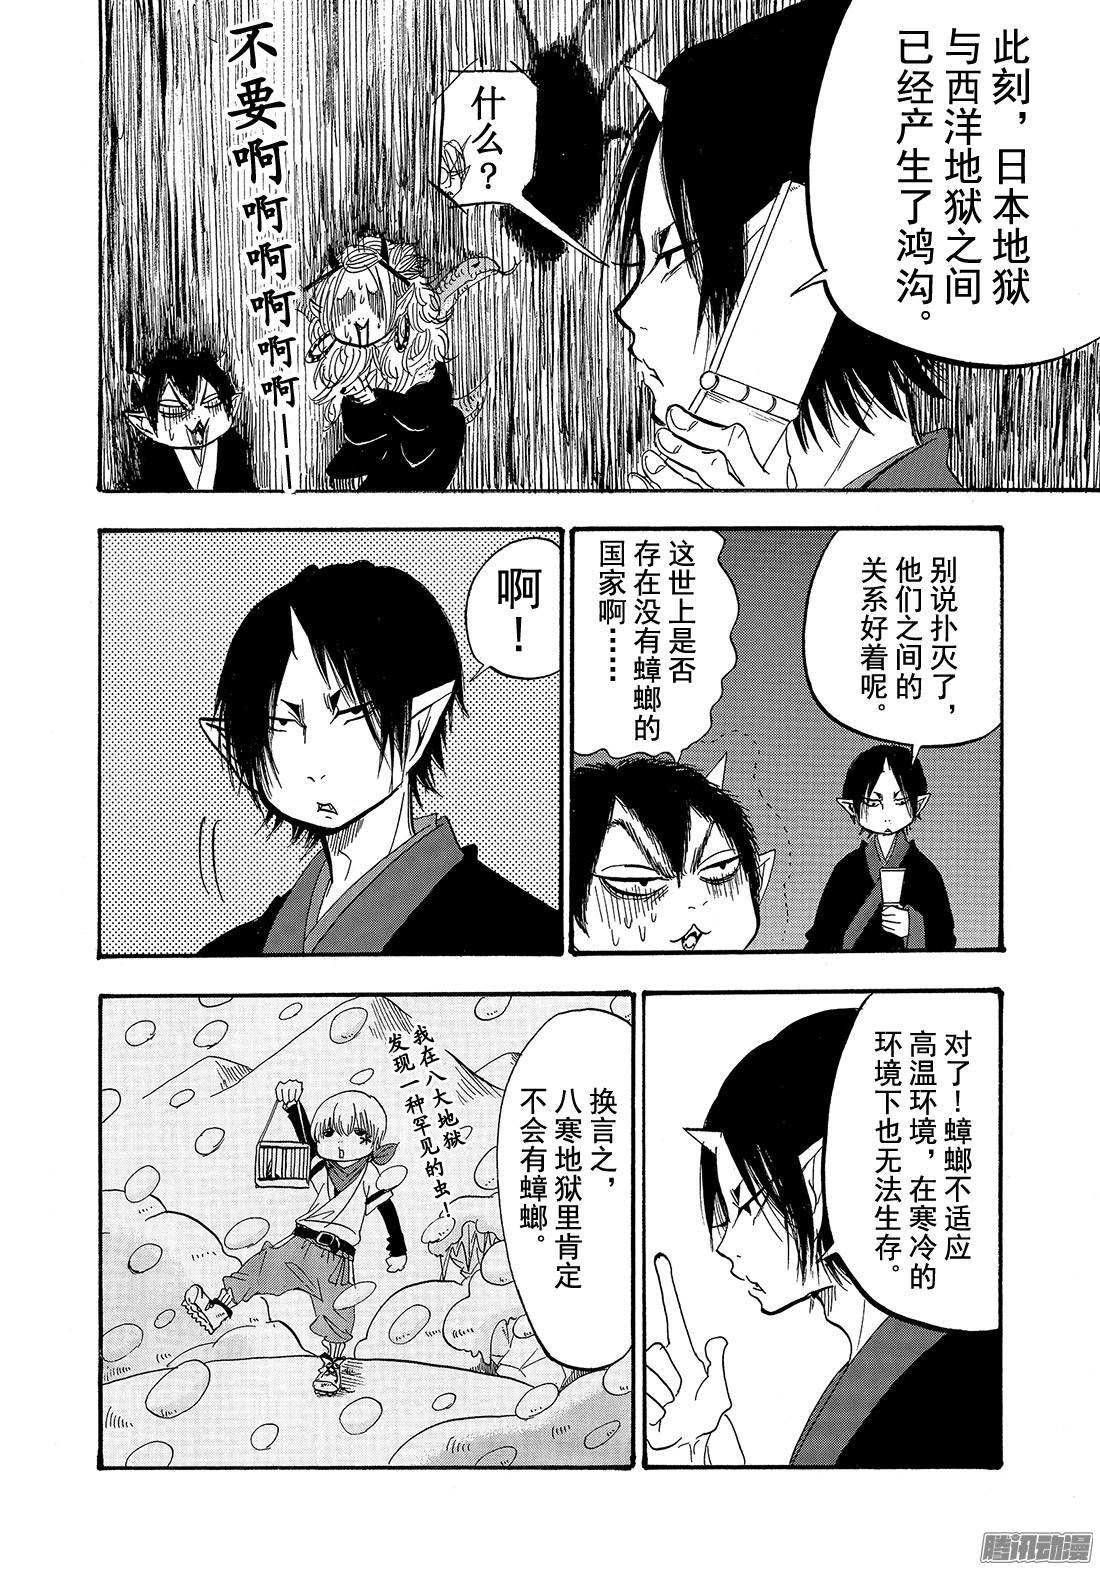 此刻，日本地狱
与西洋地狱之间
已经产生了鸿沟。
什么？
不要啊啊啊啊啊啊——
别说扑灭了，
他们之间的
关系好着呢。
这世上是否
存在没有蟑螂的
国家啊……
啊！
对了！蟑螂不适应
高温环境，在寒冷的
环境下也无法生存。
换言之，
八寒地狱里肯定
不会有蟑螂。
我在八大地狱
发现一种罕见的虫！
腾讯动漫